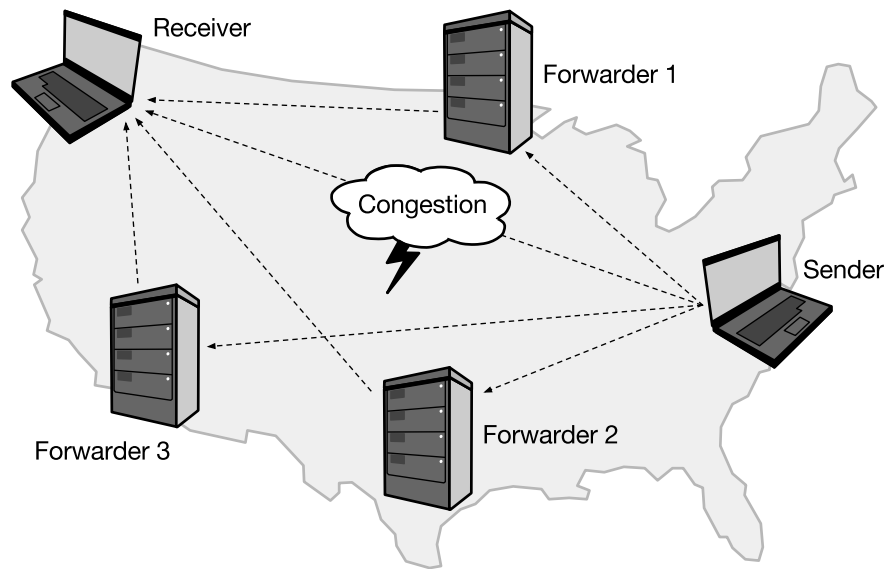 Receiver
Forwarder 1
Congestion
Sender
Forwarder 2
Forwarder 3